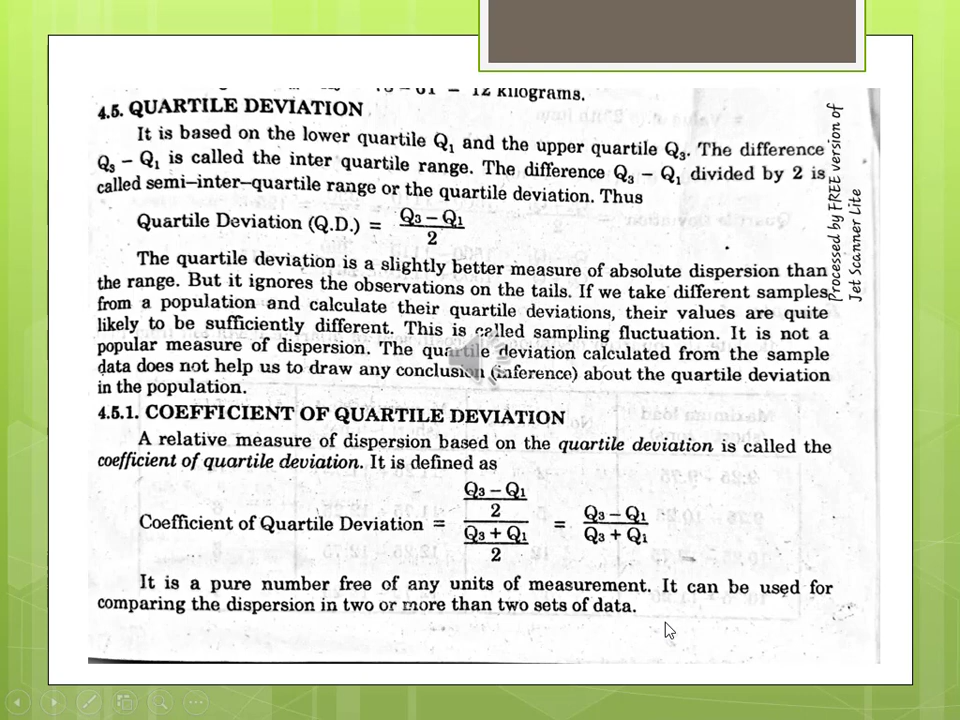 12 kilograms.
4.5. QUARTILE DEVIATION
It is based on the lower quartile Q₁ and the upper quartile Q₃. The difference
Q₃ – Q₁ is called the inter quartile range. The difference Q₃ – Q₁ divided by 2 is
called semi–inter–quartile range or the quartile deviation. Thus
Quartile Deviation (Q.D.) = (Q₃ – Q₁) / 2
The quartile deviation is a slightly better measure of absolute dispersion than
the range. But it ignores the observations on the tails. If we take different samples
from a population and calculate their quartile deviations, their values are quite
likely to be sufficiently different. This is called sampling fluctuation. It is not a
popular measure of dispersion. The quartile deviation calculated from the sample
data does not help us to draw any conclusion (inference) about the quartile deviation
in the population.
4.5.1. COEFFICIENT OF QUARTILE DEVIATION
A relative measure of dispersion based on the quartile deviation is called the
coefficient of quartile deviation. It is defined as
Coefficient of Quartile Deviation = ((Q₃ – Q₁) / 2) / ((Q₃ + Q₁) / 2) = (Q₃ – Q₁) / (Q₃ + Q₁)
It is a pure number free of any units of measurement. It can be used for
comparing the dispersion in two or more than two sets of data.
Processed by FREE version of
Jet Scanner Lite